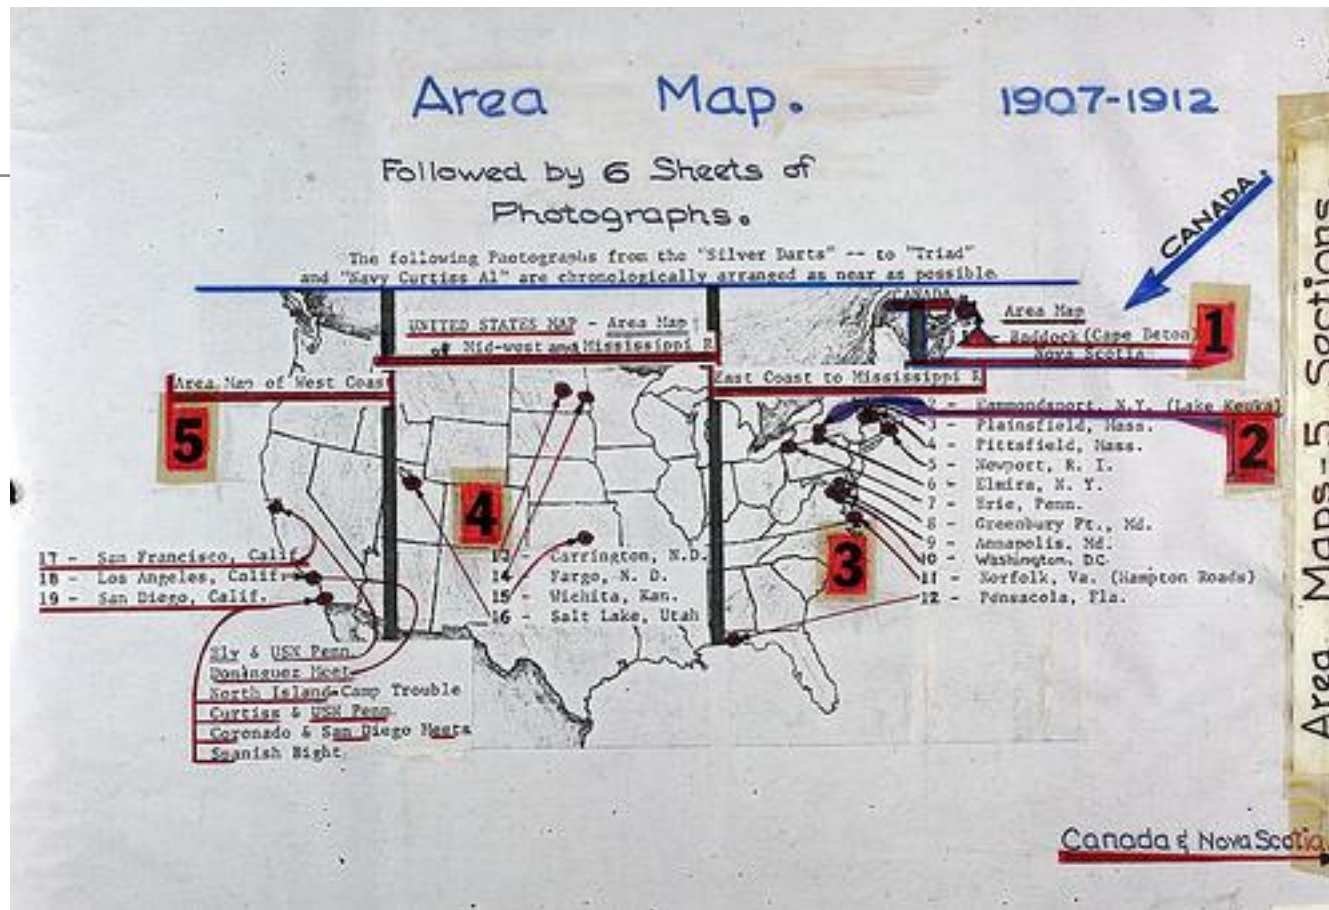 Area Map. 1907-1912
Followed by 6 Sheets of
Photographs.
The following Paotographs from the "Silver Darts" -- to "Triad"
and "Navy Curtiss A1" are chronologically arranged as near as possible.
CANADA.
CANADA
UNITED STATES MAP - Area Map
of Mid-west and Mississippi R
Area Map
Baddock (Cape Beton)
Nova Scotia
1
Area Map of West Coast
East Coast to Mississippi R
5
4
3
2
2 - Hammondsport, N.Y. (Lake Keuka)
3 - Plainsfield, Mass.
4 - Pittsfield, Mass.
5 - Newport, R. I.
6 - Elmira, N. Y.
7 - Erie, Penn.
8 - Greenbury Pt., Md.
9 - Annapolis, Md.
10 - Washington, D.C.
11 - Norfolk, Va. (Hampton Roads)
12 - Pensacola, Fla.
13 - Carrington, N.D.
14 - Fargo, N. D.
15 - Wichita, Kan.
16 - Salt Lake, Utah
17 - San Francisco, Calif.
18 - Los Angeles, Calif.
19 - San Diego, Calif.
Ely & USN Penn.
Dominguez Meet
North Island-Camp Trouble
Curtiss & USN Penn.
Coronado & San Diego Meets
Spanish Bight
Area Maps-5 Sections.
Canada & Nova Scotia